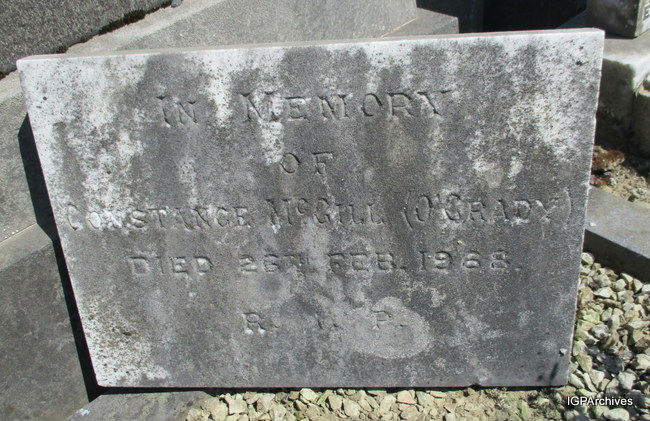 IN MEMORY
OF
CONSTANCE McGILL (O'GRADY)
DIED 26TH FEB. 1968.
R. I. P.
IGPArchives